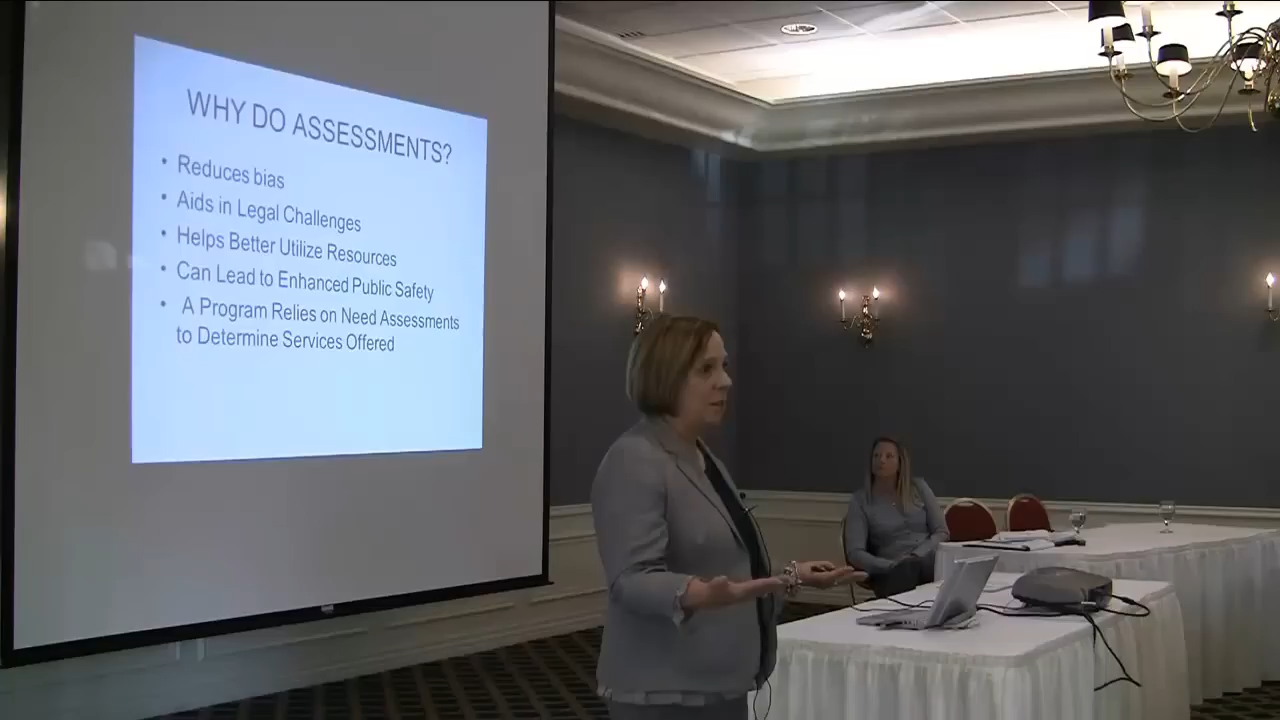 WHY DO ASSESSMENTS?
• Reduces bias
• Aids in Legal Challenges
• Helps Better Utilize Resources
• Can Lead to Enhanced Public Safety
• A Program Relies on Need Assessments
to Determine Services Offered